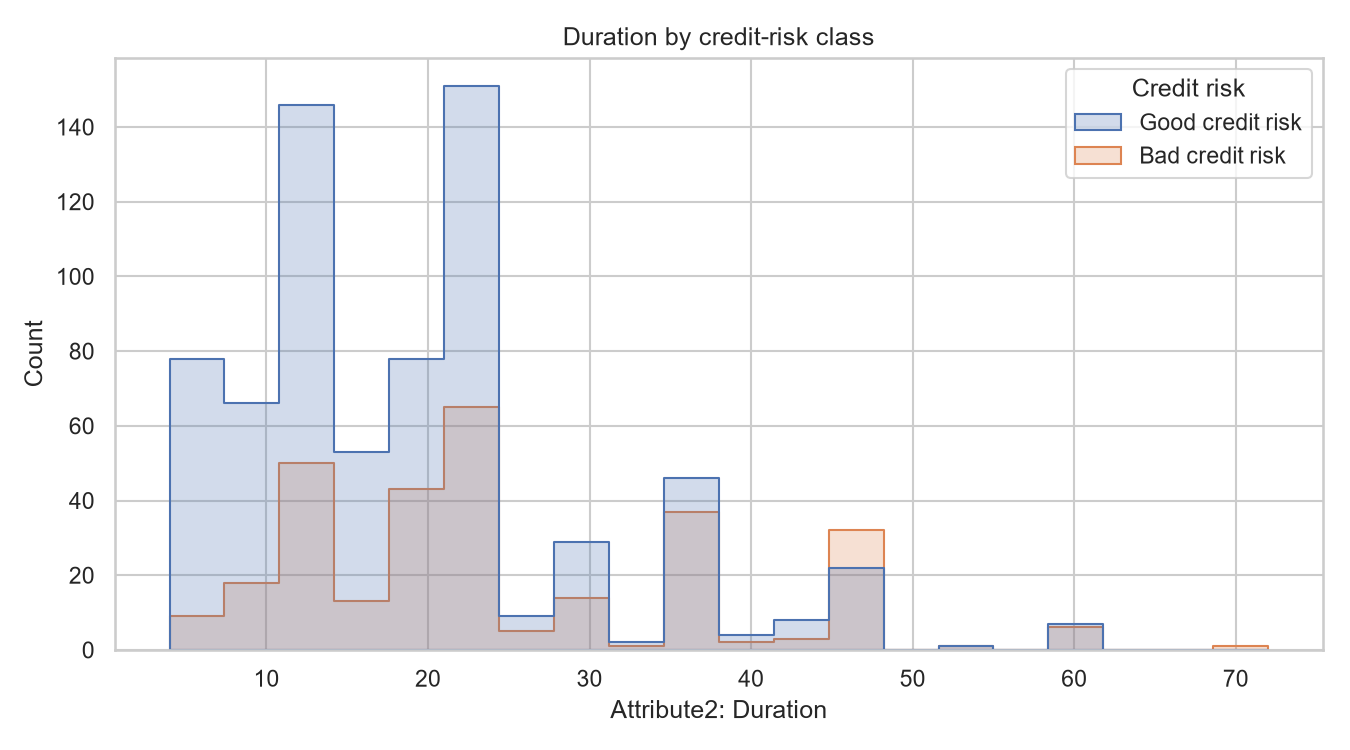 Duration by credit-risk class
Credit risk
Good credit risk
Bad credit risk
Count
140
120
100
80
60
40
20
0
10 20 30 40 50 60 70
Attribute2: Duration